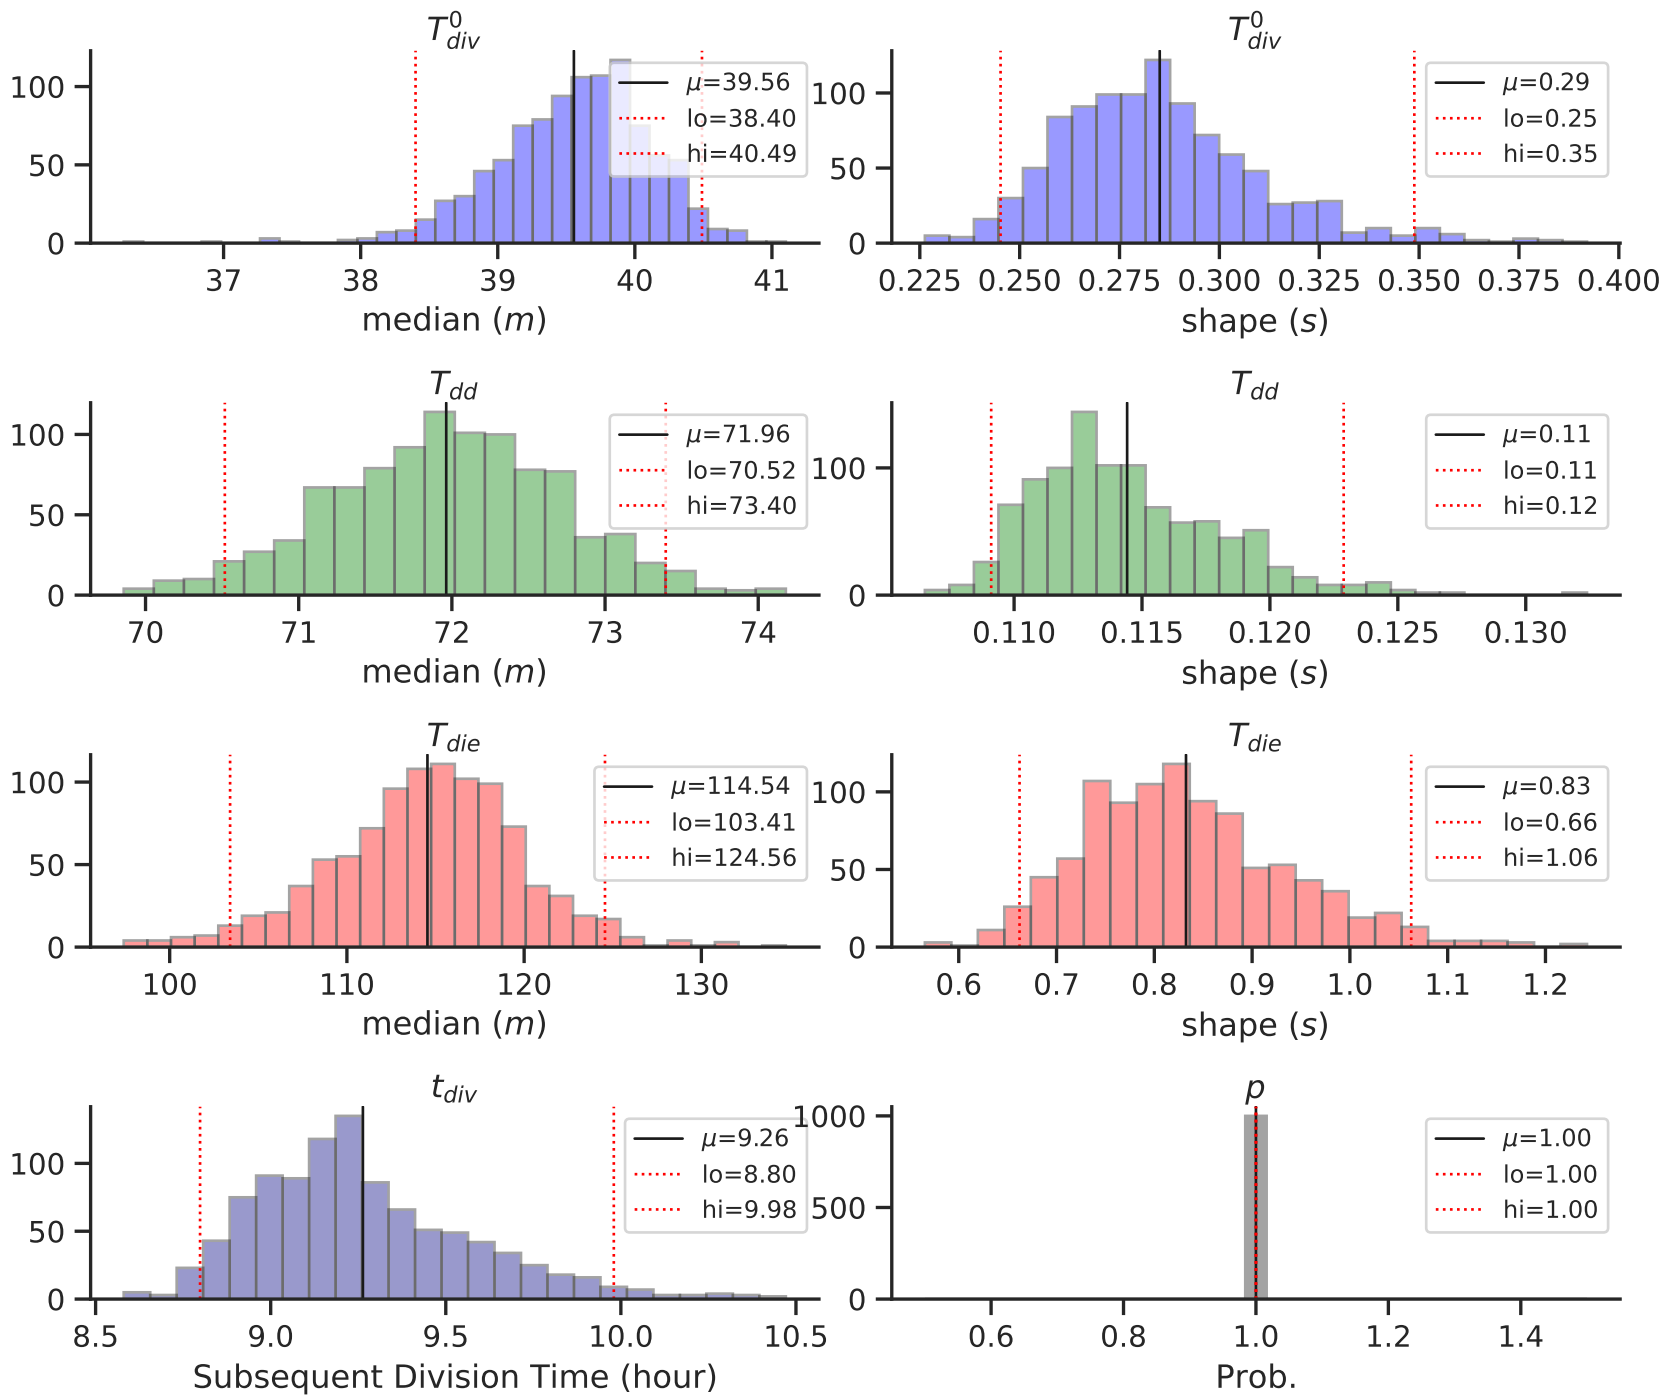 T⁰div
100
50
0
μ=39.56
lo=38.40
hi=40.49
37 38 39 40 41
median (m)
T⁰div
100
50
0
μ=0.29
lo=0.25
hi=0.35
0.225 0.250 0.275 0.300 0.325 0.350 0.375 0.400
shape (s)
Tdd
100
50
0
μ=71.96
lo=70.52
hi=73.40
70 71 72 73 74
median (m)
Tdd
100
0
μ=0.11
lo=0.11
hi=0.12
0.110 0.115 0.120 0.125 0.130
shape (s)
Tdie
100
50
0
μ=114.54
lo=103.41
hi=124.56
100 110 120 130
median (m)
Tdie
100
50
0
μ=0.83
lo=0.66
hi=1.06
0.6 0.7 0.8 0.9 1.0 1.1 1.2
shape (s)
tdiv
100
50
0
μ=9.26
lo=8.80
hi=9.98
8.5 9.0 9.5 10.0 10.5
Subsequent Division Time (hour)
p
1000
500
0
μ=1.00
lo=1.00
hi=1.00
0.6 0.8 1.0 1.2 1.4
Prob.